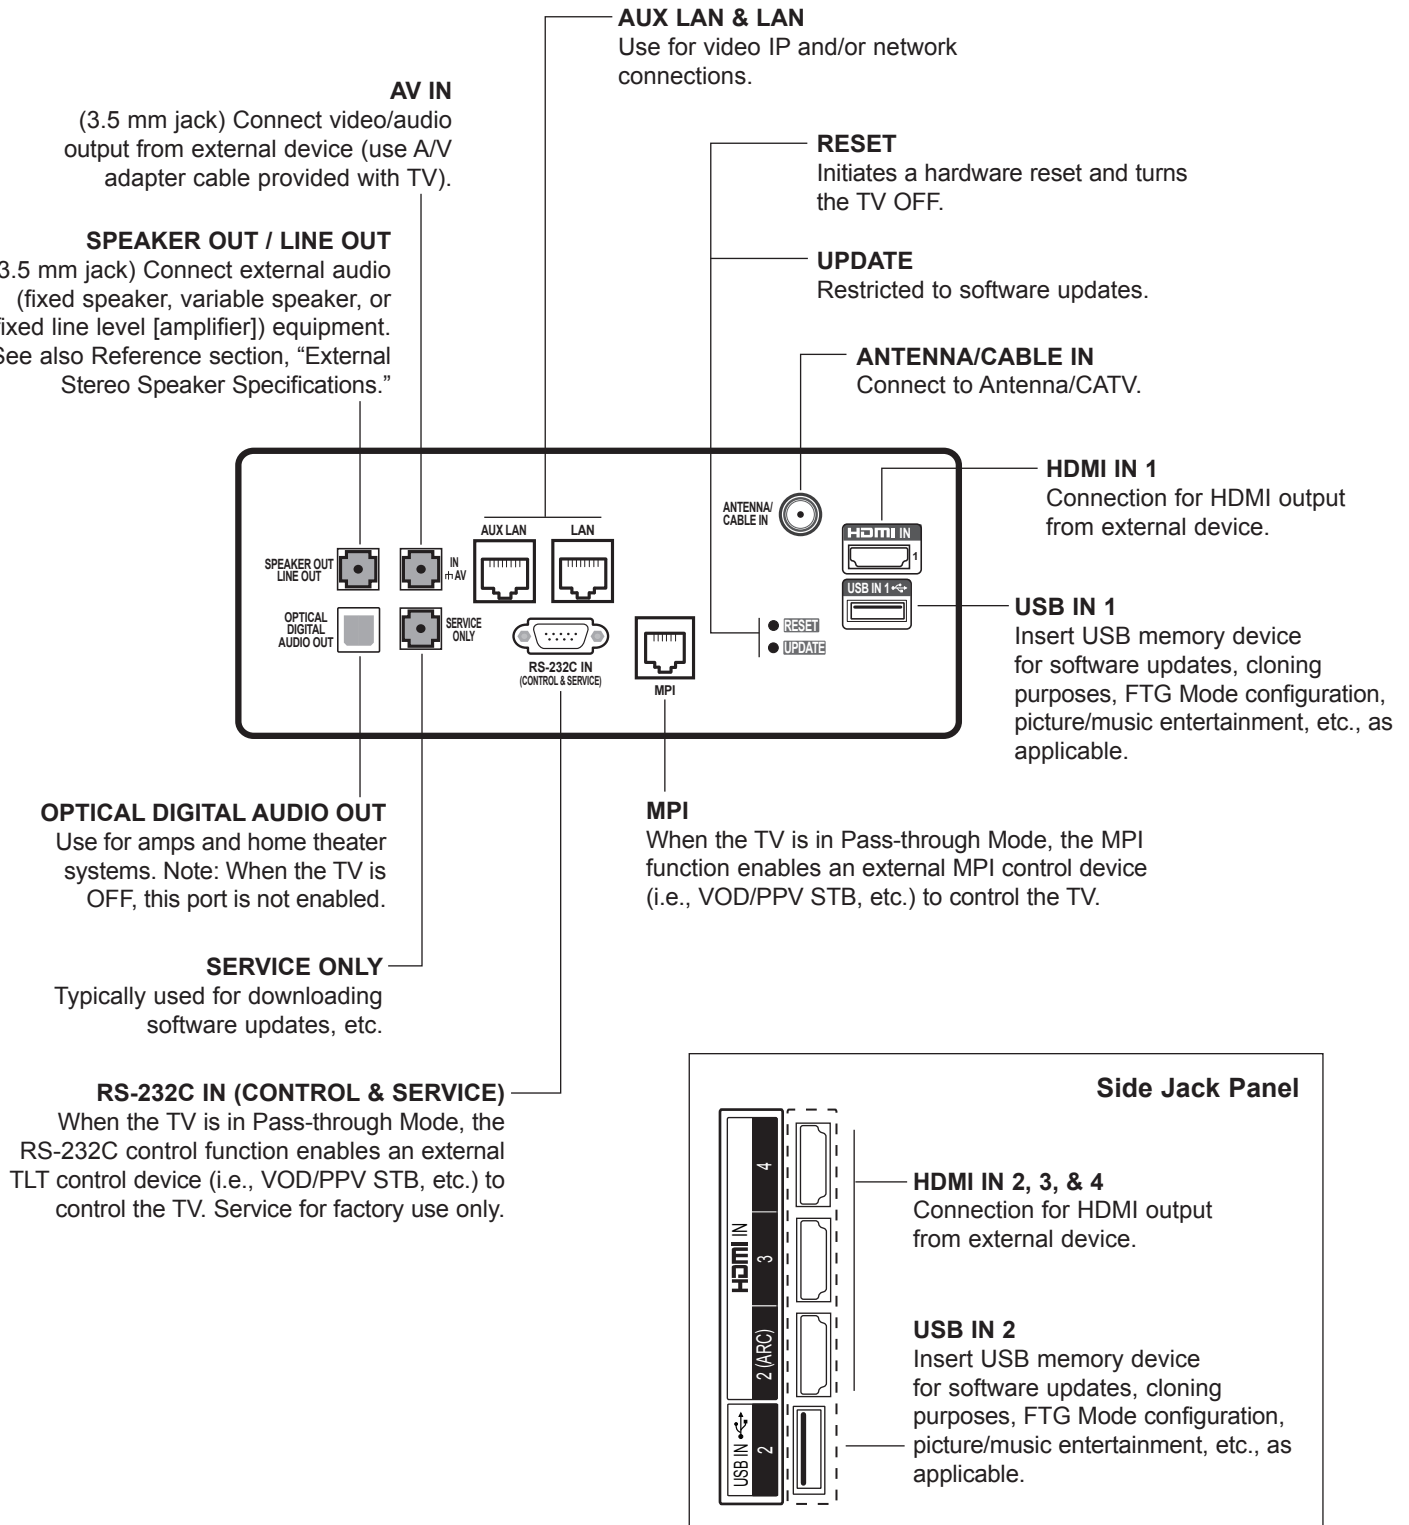 AUX LAN & LAN
Use for video IP and/or network
connections.
AV IN
(3.5 mm jack) Connect video/audio
output from external device (use A/V
adapter cable provided with TV).
RESET
Initiates a hardware reset and turns
the TV OFF.
SPEAKER OUT / LINE OUT
3.5 mm jack) Connect external audio
(fixed speaker, variable speaker, or
fixed line level [amplifier]) equipment.
See also Reference section, “External
Stereo Speaker Specifications.”
UPDATE
Restricted to software updates.
ANTENNA/CABLE IN
Connect to Antenna/CATV.
HDMI IN 1
Connection for HDMI output
from external device.
USB IN 1
Insert USB memory device
for software updates, cloning
purposes, FTG Mode configuration,
picture/music entertainment, etc., as
applicable.
ANTENNA/
CABLE IN
AUX LAN
LAN
HDMI IN
1
SPEAKER OUT
LINE OUT
IN
AV
USB IN 1
OPTICAL
DIGITAL
AUDIO OUT
SERVICE
ONLY
RESET
UPDATE
RS-232C IN
(CONTROL & SERVICE)
MPI
OPTICAL DIGITAL AUDIO OUT
Use for amps and home theater
systems. Note: When the TV is
OFF, this port is not enabled.
MPI
When the TV is in Pass-through Mode, the MPI
function enables an external MPI control device
(i.e., VOD/PPV STB, etc.) to control the TV.
SERVICE ONLY
Typically used for downloading
software updates, etc.
RS-232C IN (CONTROL & SERVICE)
When the TV is in Pass-through Mode, the
RS-232C control function enables an external
TLT control device (i.e., VOD/PPV STB, etc.) to
control the TV. Service for factory use only.
Side Jack Panel
HDMI IN
4
3
2 (ARC)
USB IN
2
HDMI IN 2, 3, & 4
Connection for HDMI output
from external device.
USB IN 2
Insert USB memory device
for software updates, cloning
purposes, FTG Mode configuration,
picture/music entertainment, etc., as
applicable.